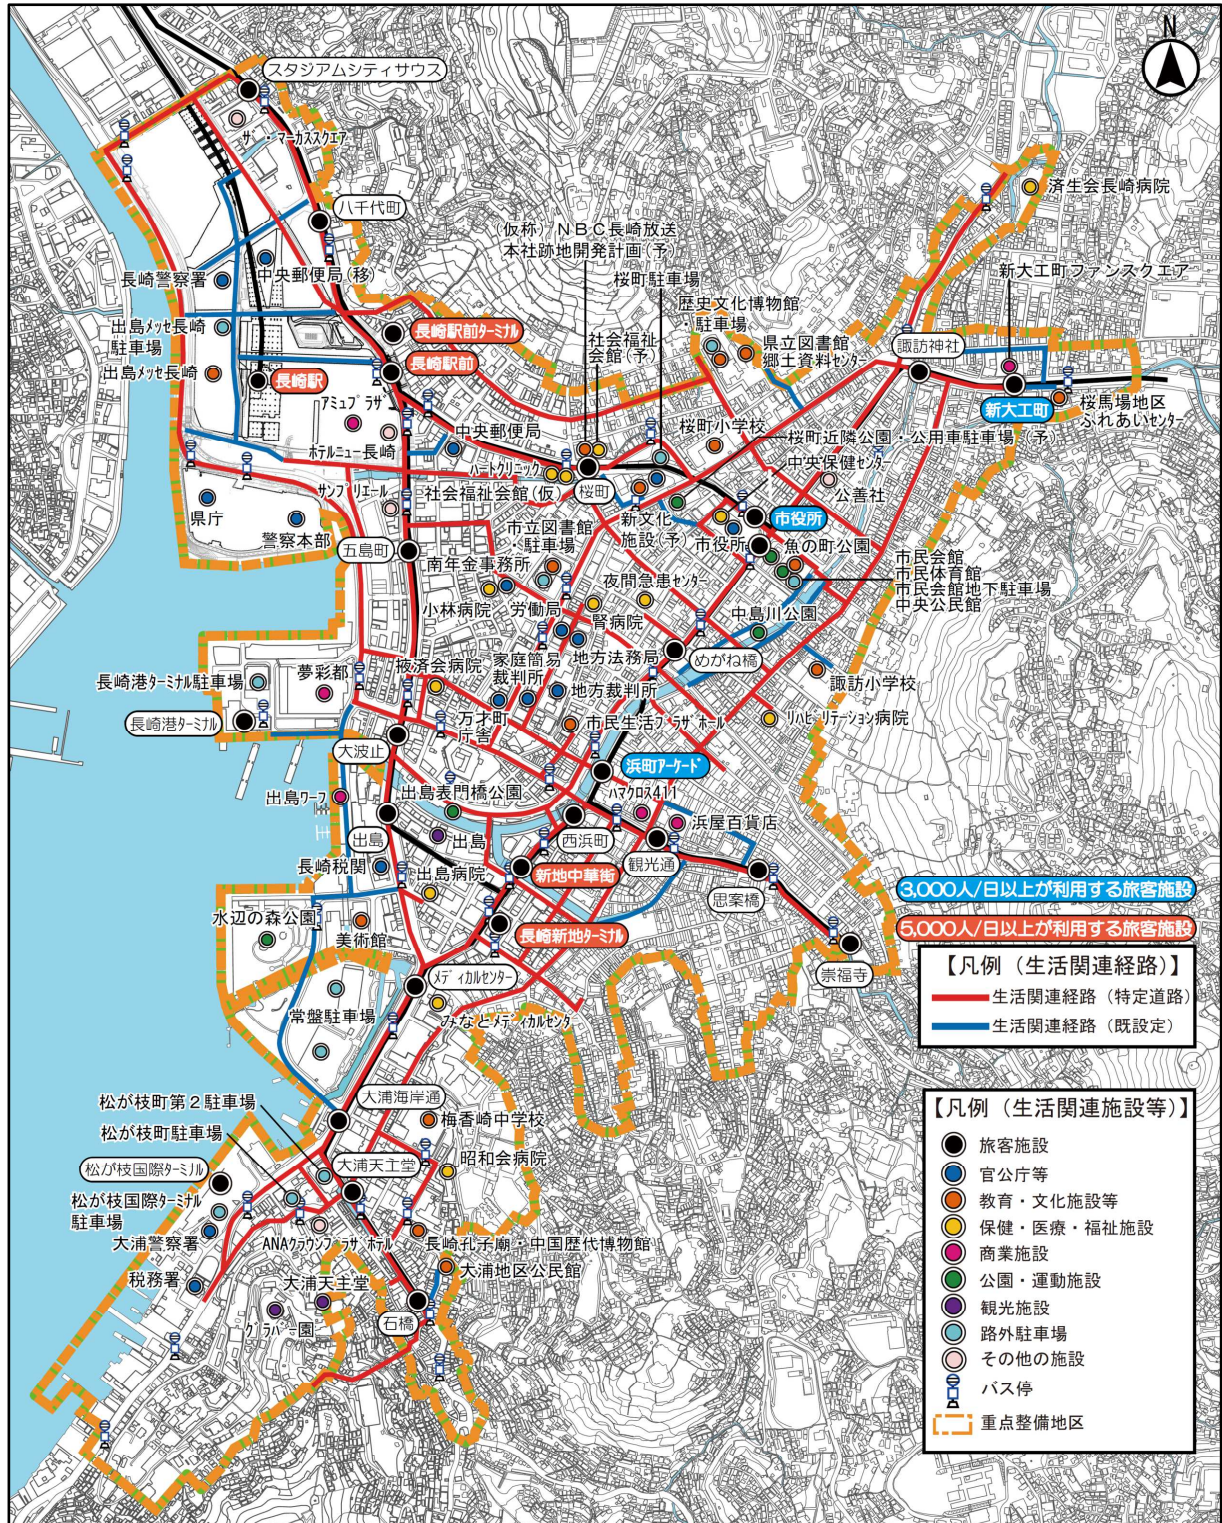 N
スタジアムシティサウス
ザ・マーカススクエア
八千代町
済生会長崎病院
(仮称)NBC長崎放送
本社跡地開発計画(予)
新大工町ファンスクエア
桜町駐車場
長崎警察署
中央郵便局(移)
歴史文化博物館
・駐車場
出島ﾒｯｾ長崎
駐車場
長崎駅前ﾀｰﾐﾅﾙ
社会福祉
会館(予)
県立図書館
郷土資料ｾﾝﾀｰ
諏訪神社
長崎駅前
出島ﾒｯｾ長崎
長崎駅
新大工町
桜馬場地区
ふれあいｾﾝﾀｰ
ｱﾐｭﾌﾟﾗｻﾞ
中央郵便局
桜町小学校
桜町近隣公園・公用車駐車場(予)
ﾎﾃﾙﾆｭｰ長崎
ﾊｰﾄｸﾘﾆｯｸ
中央保健ｾﾝﾀｰ
ｻﾝﾌﾟﾘｴｰﾙ
社会福祉会館(仮)
桜町
公善社
県庁
新文化
施設(予
市役所
警察本部
市立図書館
・駐車場
市役所
魚の町公園
五島町
南年金事務所
夜間急患ｾﾝﾀｰ
市民会館
市民体育館
市民会館地下駐車場
中央公民館
小林病院
労働局
腎病院
中島川公園
めがね橋
掖済会病院
家庭簡易
裁判所
地方法務局
夢彩都
長崎港ﾀｰﾐﾅﾙ駐車場
地方裁判所
諏訪小学校
長崎港ﾀｰﾐﾅﾙ
万才町
庁舎
市民生活ﾌﾟﾗｻﾞﾎｰﾙ
ﾘﾊﾋﾞﾘﾃｰｼｮﾝ病院
大波止
浜町ｱｰｹｰﾄﾞ
出島ﾜｰﾌ
出島表門橋公園
ﾊﾏｸﾛｽ411
浜屋百貨店
出島
出島
西浜町
観光通
長崎税関
出島病院
新地中華街
思案橋
3,000人/日以上が利用する旅客施設
水辺の森公園
美術館
長崎新地ﾀｰﾐﾅﾙ
5,000人/日以上が利用する旅客施設
崇福寺
【凡例(生活関連経路)】
生活関連経路(特定道路)
生活関連経路(既設定)
ﾒﾃﾞｨｶﾙｾﾝﾀｰ
常盤駐車場
みなとﾒﾃﾞｨｶﾙｾﾝﾀ
松が枝町第2駐車場
大浦海岸通
梅香崎中学校
松が枝町駐車場
昭和会病院
大浦天主堂
松が枝国際ﾀｰﾐﾅﾙ
松が枝国際ﾀｰﾐﾅﾙ
駐車場
大浦警察署
ANAｸﾗｳﾝﾌﾟﾗｻﾞﾎﾃﾙ
長崎孔子廟・中国歴代博物館
大浦地区公民館
税務署
大浦天主堂
ｸﾞﾗﾊﾞｰ園
石橋
【凡例(生活関連施設等)】
旅客施設
官公庁等
教育・文化施設等
保健・医療・福祉施設
商業施設
公園・運動施設
観光施設
路外駐車場
その他の施設
バス停
重点整備地区